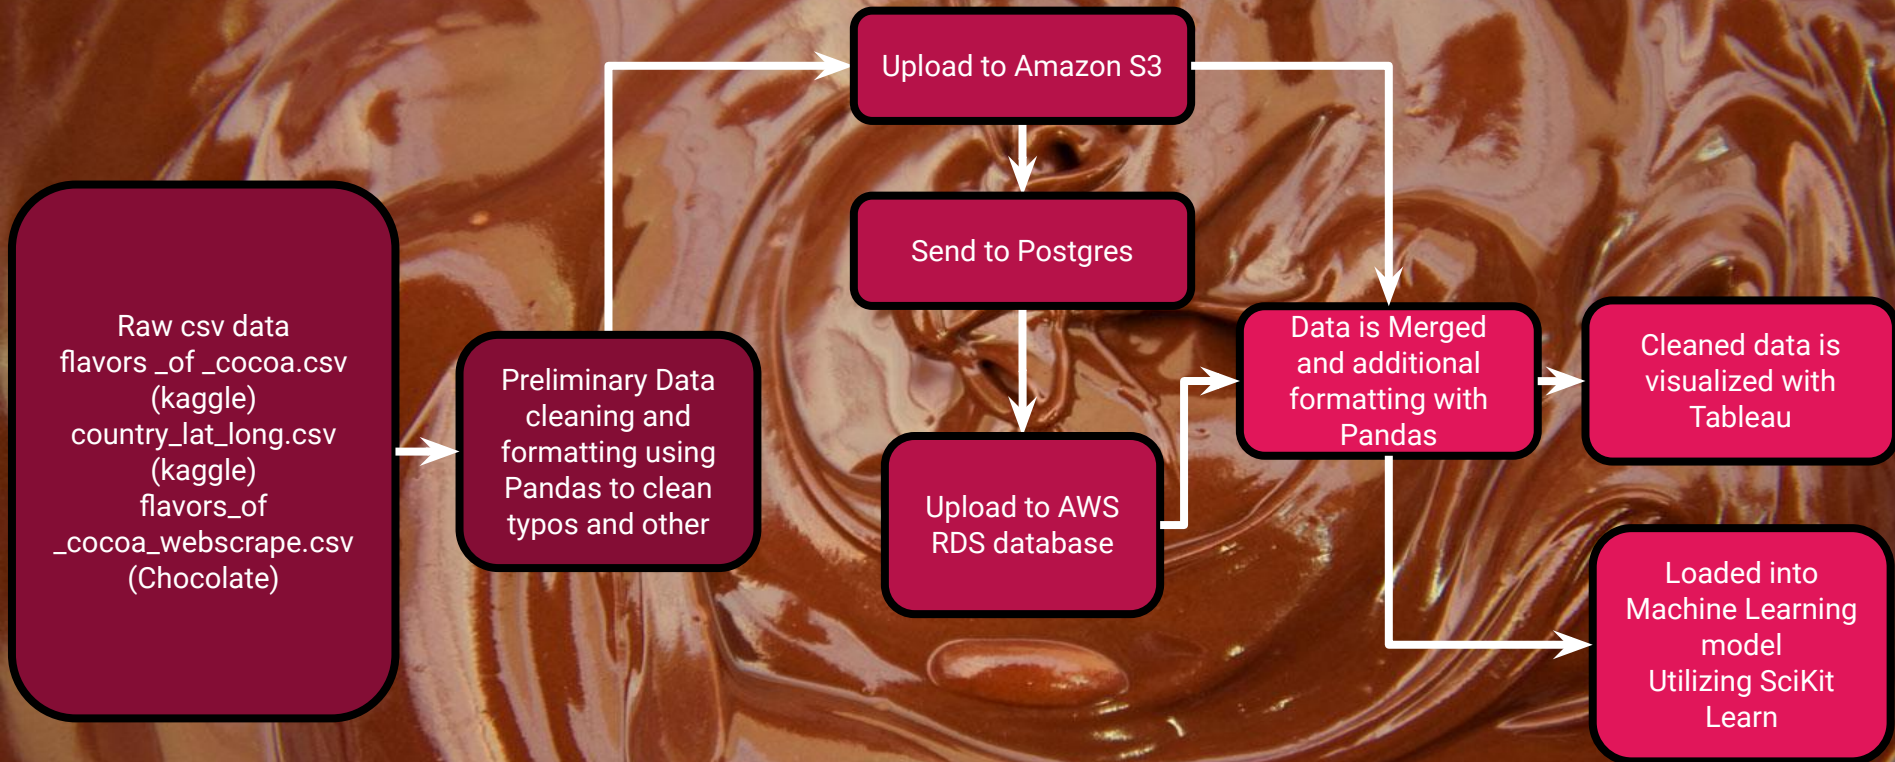 Raw csv data
flavors _of _cocoa.csv
(kaggle)
country_lat_long.csv
(kaggle)
flavors_of
_cocoa_webscrape.csv
(Chocolate)
Preliminary Data
cleaning and
formatting using
Pandas to clean
typos and other
Upload to Amazon S3
Send to Postgres
Upload to AWS
RDS database
Data is Merged
and additional
formatting with
Pandas
Cleaned data is
visualized with
Tableau
Loaded into
Machine Learning
model
Utilizing SciKit
Learn